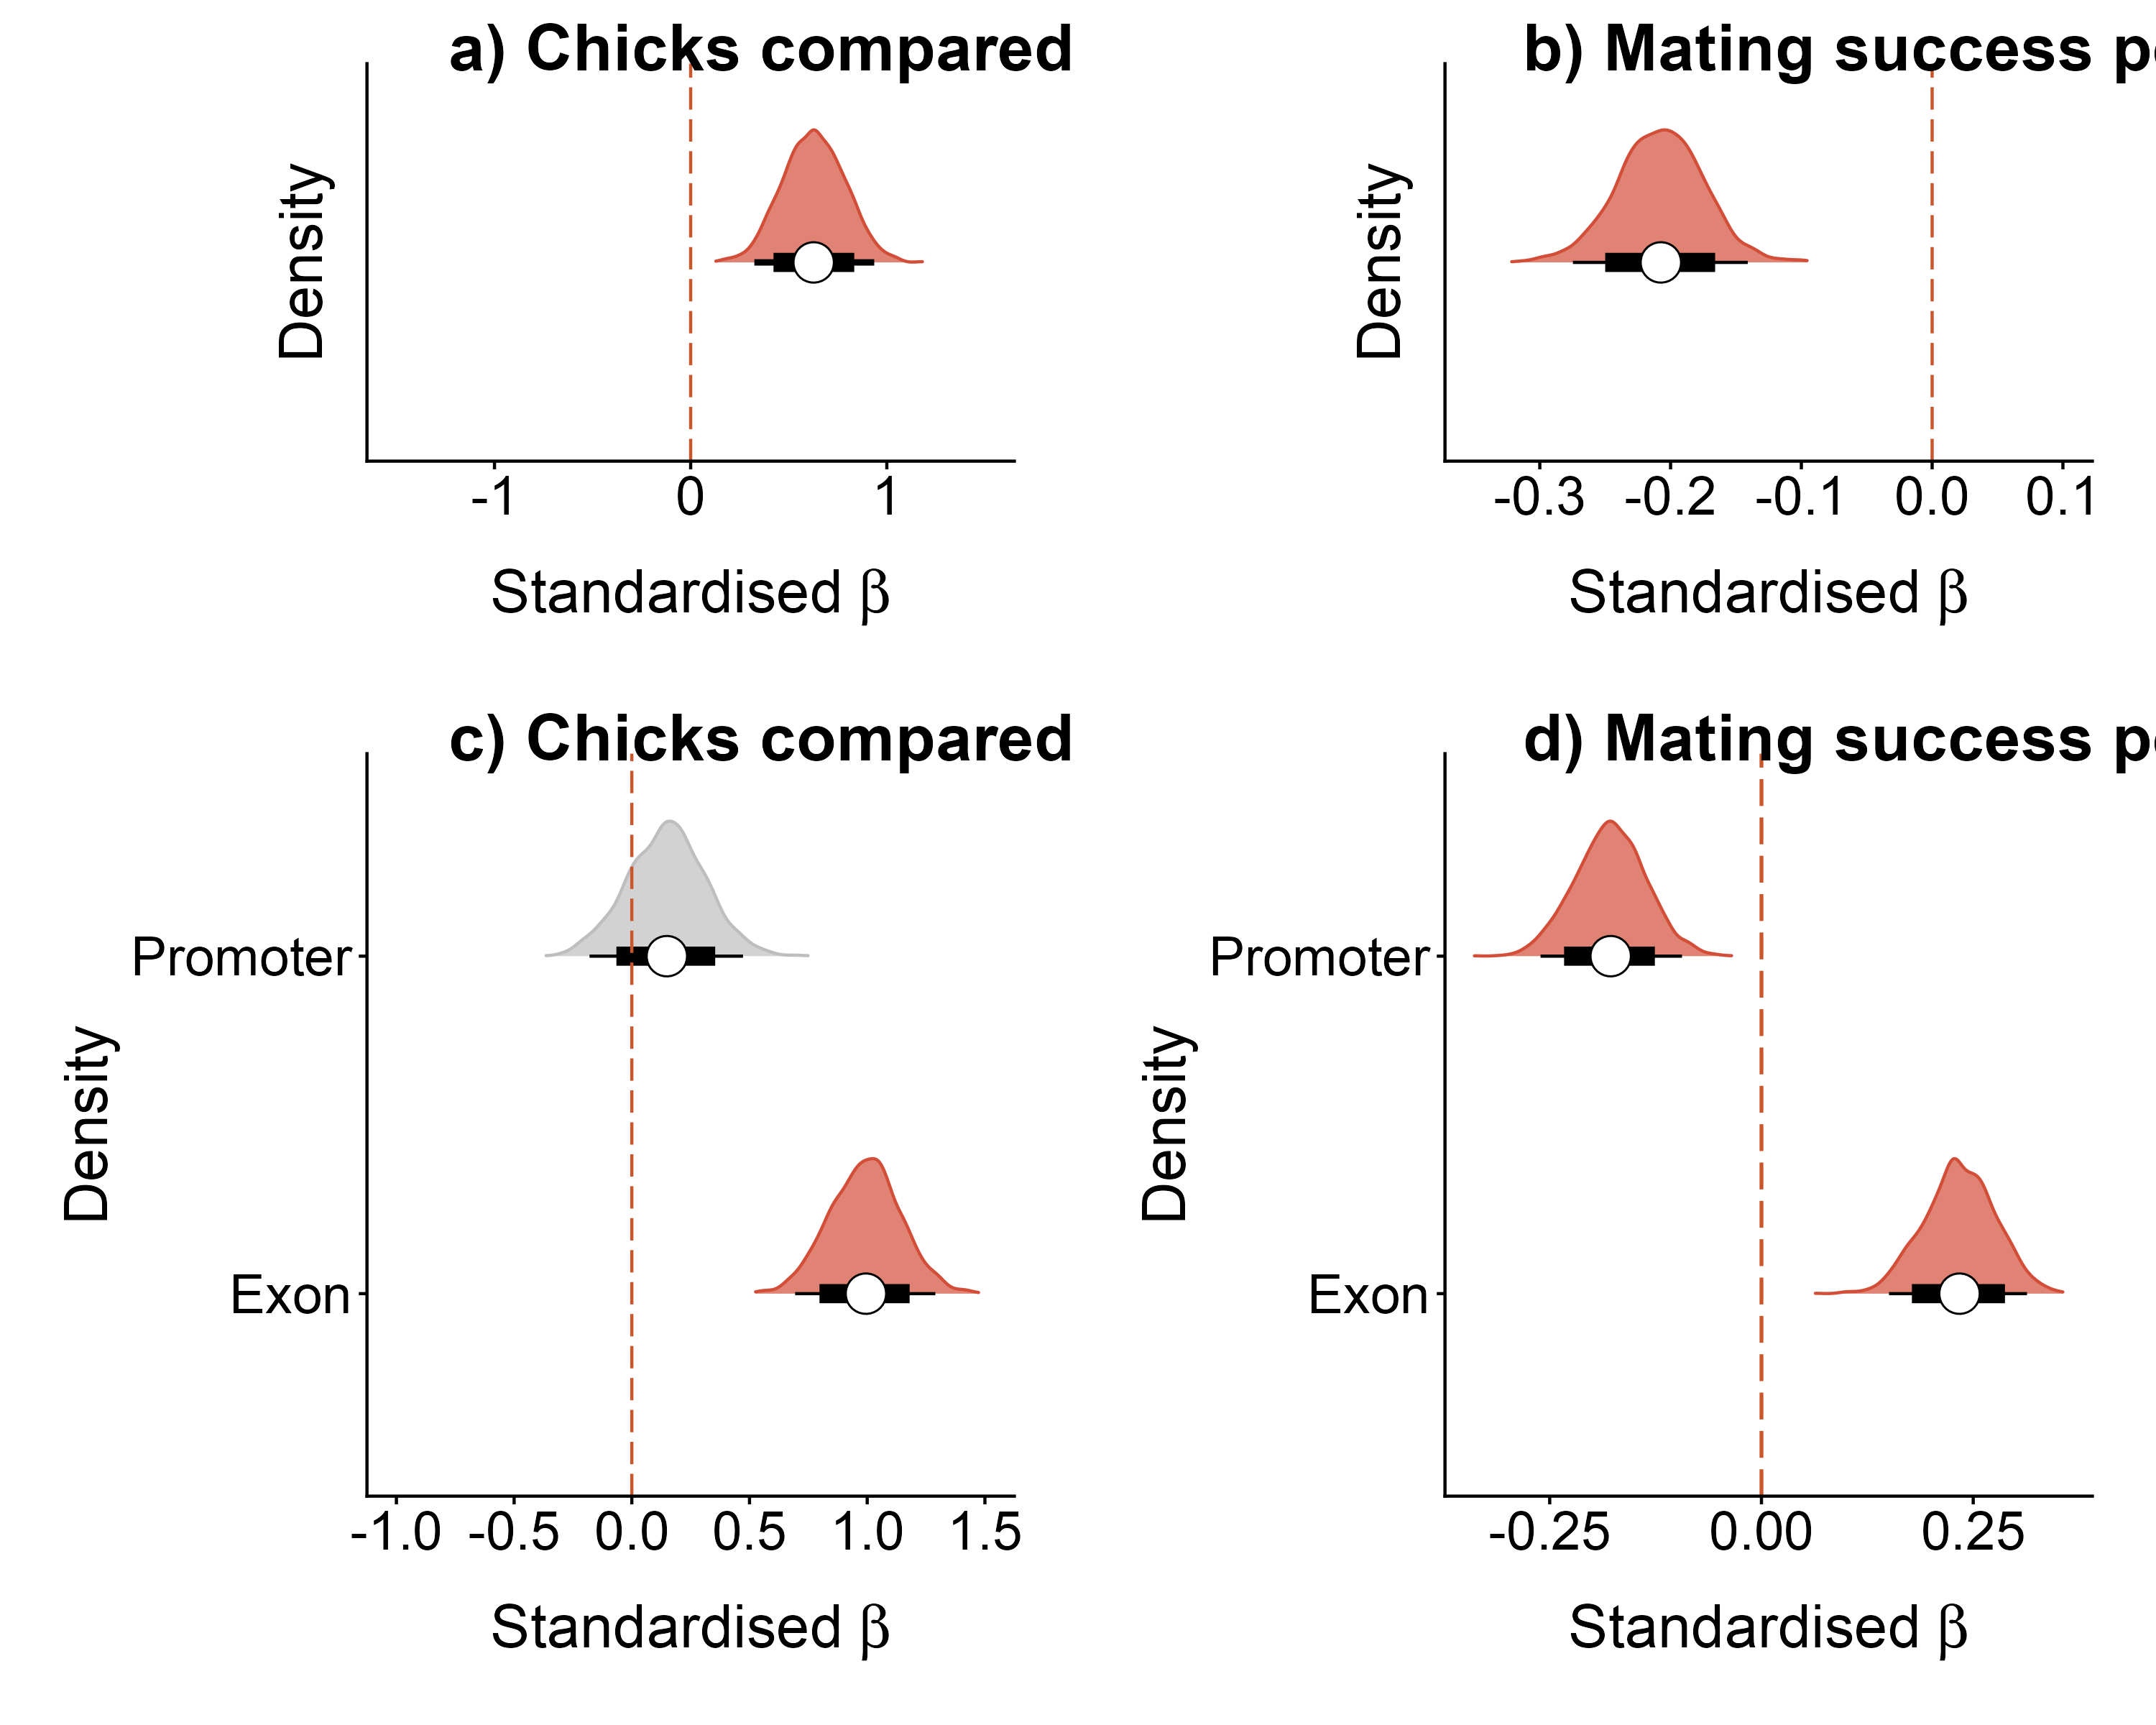 a) Chicks compared
Density
-1 0 1
Standardised β
b) Mating success
Density
-0.3 -0.2 -0.1 0.0 0.1
Standardised β
c) Chicks compared
Density
Promoter
Exon
-1.0 -0.5 0.0 0.5 1.0 1.5
Standardised β
d) Mating success
Density
Promoter
Exon
-0.25 0.00 0.25
Standardised β